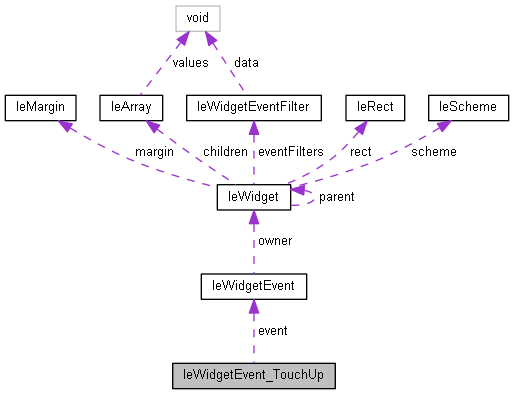 void
values
data
leMargin
leArray
leWidgetEventFilter
leRect
leScheme
margin
children
eventFilters
rect
scheme
leWidget
parent
owner
leWidgetEvent
event
leWidgetEvent_TouchUp